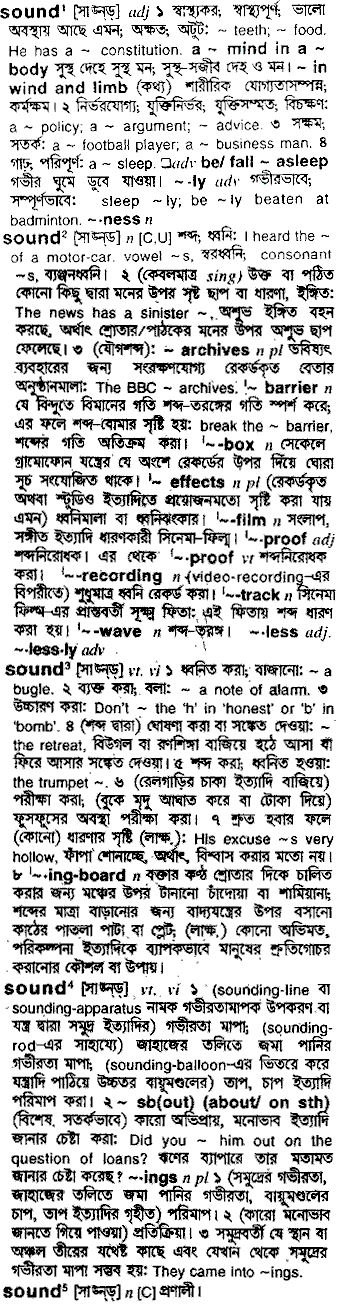 sound¹ [সাউন্ড্] adj ১ স্বাস্থ্যকর; স্বাস্থ্যপূর্ণ; ভালো
অবস্থায় আছে এমন; অক্ষত; অটুট: ~ teeth; ~ food.
He has a ~ constitution. a ~ mind in a ~
body সুস্থ দেহে সুস্থ মন; সুস্থ-সজীব দেহ ও মন। ~ in
wind and limb (কথ্য) শারীরিক যোগ্যতাসম্পন্ন;
কর্মক্ষম। ২ নির্ভরযোগ্য; যুক্তিনির্ভর; যুক্তিসম্মত; বিচক্ষণ:
a ~ policy; a ~ argument; ~ advice. ৩ সক্ষম;
সতর্ক: a ~ football player; a ~ business man. ৪
গাঢ়; পরিপূর্ণ: a ~ sleep. □adv be/ fall ~ asleep
গভীর ঘুমে ডুবে যাওয়া। ~·ly adv গভীরভাবে;
সম্পূর্ণভাবে: sleep ~ly; be ~ly beaten at
badminton. ~·ness n
sound² [সাউন্ড্] n [C,U] শব্দ; ধ্বনি: I heard the ~
of a motor-car. vowel ~s, স্বরধ্বনি; consonant
~s, ব্যঞ্জনধ্বনি। ২ (কেবলমাত্র sing) উক্ত বা পঠিত
কোনো কিছু দ্বারা মনের উপর সৃষ্ট ছাপ বা ধারণা, ইঙ্গিত:
The news has a sinister ~, অশুভ ইঙ্গিত বহন
করছে, অর্থাৎ শ্রোতার/পাঠকের মনের উপর অশুভ ছাপ
ফেলেছে। ৩ (যৌগশব্দ): ~ archives n pl ভবিষ্যৎ
ব্যবহারের জন্য সংরক্ষণযোগ্য রেকর্ডকৃত বেতার
অনুষ্ঠানমালা: The BBC ~ archives. ˈ~ barrier n
যে বিন্দুতে বিমানের গতি শব্দ-তরঙ্গের গতি স্পর্শ করে;
এর ফলে শব্দ-বোমার সৃষ্টি হয়: break the ~ barrier,
শব্দের গতি অতিক্রম করা। ˈ~-box n সেকেলে
গ্রামোফোন যন্ত্রের যে অংশে রেকর্ডের উপর দিয়ে ঘোরা
সূচ সংযোজিত থাকে। ˈ~ effects n pl (রেকর্ডকৃত
অথবা স্টুডিও ইত্যাদিতে প্রয়োজনমতো সৃষ্টি করা যায়
এমন) ধ্বনিমালা বা ধ্বনিঝংকার। ˈ~-film n সংলাপ,
সঙ্গীত ইত্যাদি ধারণকারী সিনেমা-ফিল্ম। ˈ~-proof adj
শব্দনিরোধক। এর থেকে ˈ~-proof vt শব্দনিরোধক
করা। ˈ~-recording n (video-recording-এর
বিপরীতে) শুধুমাত্র ধ্বনি রেকর্ড করা। ˈ~-track n সিনেমা
ফিল্ম-এর প্রান্তবর্তী সূক্ষ্ম ফিতা; এই ফিতায় শব্দ ধারণ
করা হয়। ˈ~-wave n শব্দ-তরঙ্গ। ~·less adj.
~·less·ly adv
sound³ [সাউন্ড্] vt, vi ১ ধ্বনিত করা; বাজানো: ~ a
bugle. ২ ব্যক্ত করা; বলা: ~ a note of alarm. ৩
উচ্চারণ করা: Don't ~ the 'h' in 'honest' or 'b' in
'bomb'. ৪ (শব্দ দ্বারা) ঘোষণা করা বা সঙ্কেত দেওয়া: ~
the retreat, বিউগল বা রণশিঙ্গা বাজিয়ে হঠে আসা বা
ফিরে আসার সঙ্কেত দেওয়া। ৫ শব্দ করা; ধ্বনিত হওয়া:
the trumpet ~. ৬ (রেলগাড়ির চাকা ইত্যাদি বাজিয়ে)
পরীক্ষা করা; (বুকে মৃদু আঘাত করে বা টোকা দিয়ে)
ফুসফুসের অবস্থা পরীক্ষা করা। ৭ শ্রুত হবার ফলে
(কোনো) ধারণার সৃষ্টি (লাক্ষ.): His excuse ~s very
hollow, ফাঁপা শোনাচ্ছে, অর্থাৎ, বিশ্বাস করার মতো নয়।
৮ ˈ~·ing-board n বক্তার কণ্ঠ শ্রোতার দিকে চালিত
করার জন্য মঞ্চের উপর টানানো চাঁদোয়া বা শামিয়ানা;
শব্দের মাত্রা বাড়ানোর জন্য বাদ্যযন্ত্রের উপর বসানো
কাঠের পাতলা পাটা বা প্লেট; (লাক্ষ.) কোনো অভিমত,
পরিকল্পনা ইত্যাদিকে ব্যাপকভাবে মানুষের শ্রুতিগোচর
করানোর কৌশল বা উপায়।
sound⁴ [সাউন্ড্] vt, vi ১ (sounding-line বা
sounding-apparatus নামক গভীরতামাপক উপকরণ বা
যন্ত্র দ্বারা সমুদ্র ইত্যাদির) গভীরতা মাপা; (sounding-
rod-এর সাহায্যে) জাহাজের তলিতে জমা পানির
গভীরতা মাপা; (sounding-balloon-এর ভিতরে করে
যন্ত্রাদি পাঠিয়ে উচ্চতর বায়ুমণ্ডলের) তাপ, চাপ ইত্যাদি
পরিমাপ করা। ২ ~ sb(out) (about/ on sth)
(বিশেষ. সতর্কভাবে) কারো অভিপ্রায়, মনোভাব ইত্যাদি
জানার চেষ্টা করা: Did you ~ him out on the
question of loans? ঋণের ব্যাপারে তার মতামত
জানার চেষ্টা করেছ? ~·ings n pl ১ (সমুদ্রের গভীরতা,
জাহাজের তলিতে জমা পানির গভীরতা, বায়ুমণ্ডলের
চাপ, তাপ ইত্যাদির গৃহীত) পরিমাপ। ২ (কারো মনোভাব
জানতে গিয়ে পাওয়া) প্রতিক্রিয়া। ৩ সমুদ্রবর্তী যে স্থান বা
অঞ্চল তীরের যথেষ্ট কাছে এবং যেখান থেকে সমুদ্রের
গভীরতা মাপা সম্ভব হয়: They came into ~ings.
sound⁵ [সাউন্ড্] n [C] প্রণালী।